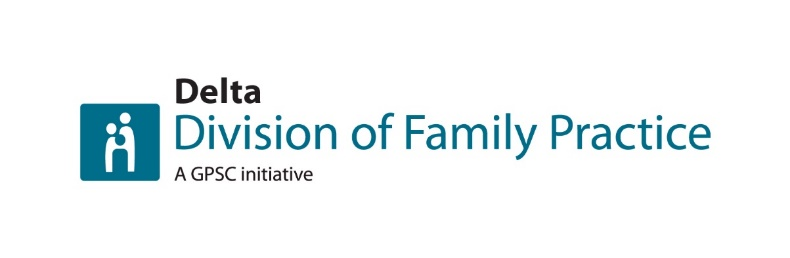 Delta
Division of Family Practice
A GPSC initiative